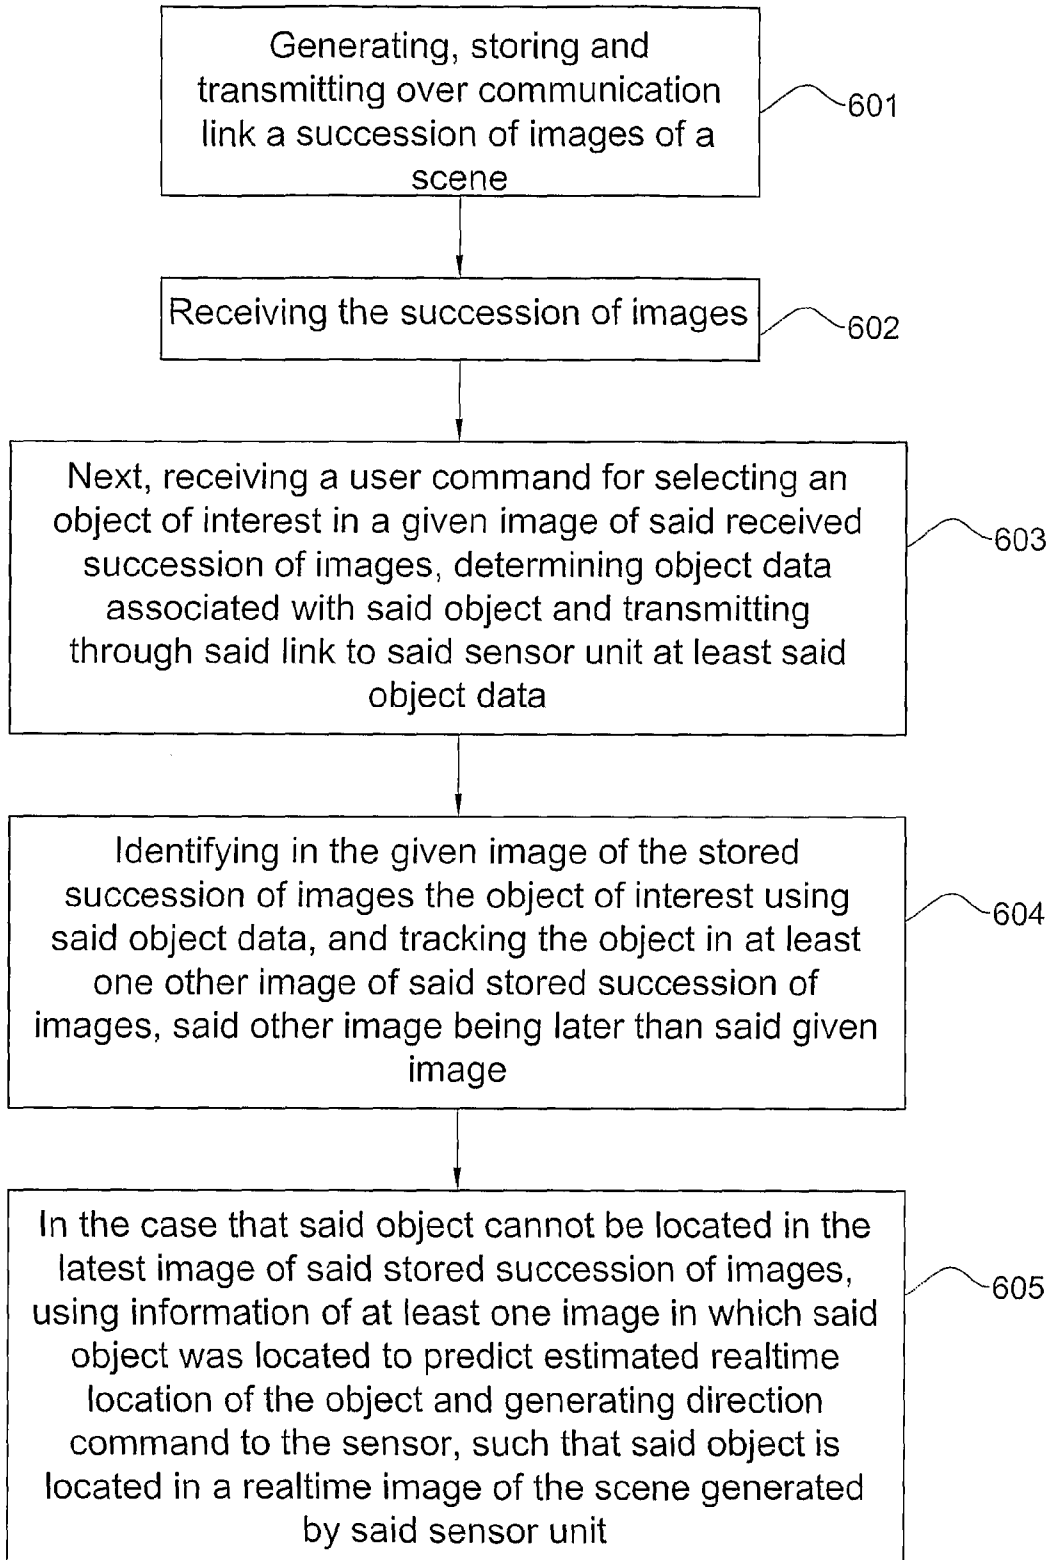 Generating, storing and
transmitting over communication
link a succession of images of a
scene
601
Receiving the succession of images
602
Next, receiving a user command for selecting an
object of interest in a given image of said received
succession of images, determining object data
associated with said object and transmitting
through said link to said sensor unit at least said
object data
603
Identifying in the given image of the stored
succession of images the object of interest using
said object data, and tracking the object in at least
one other image of said stored succession of
images, said other image being later than said given
image
604
In the case that said object cannot be located in the
latest image of said stored succession of images,
using information of at least one image in which said
object was located to predict estimated realtime
location of the object and generating direction
command to the sensor, such that said object is
located in a realtime image of the scene generated
by said sensor unit
605